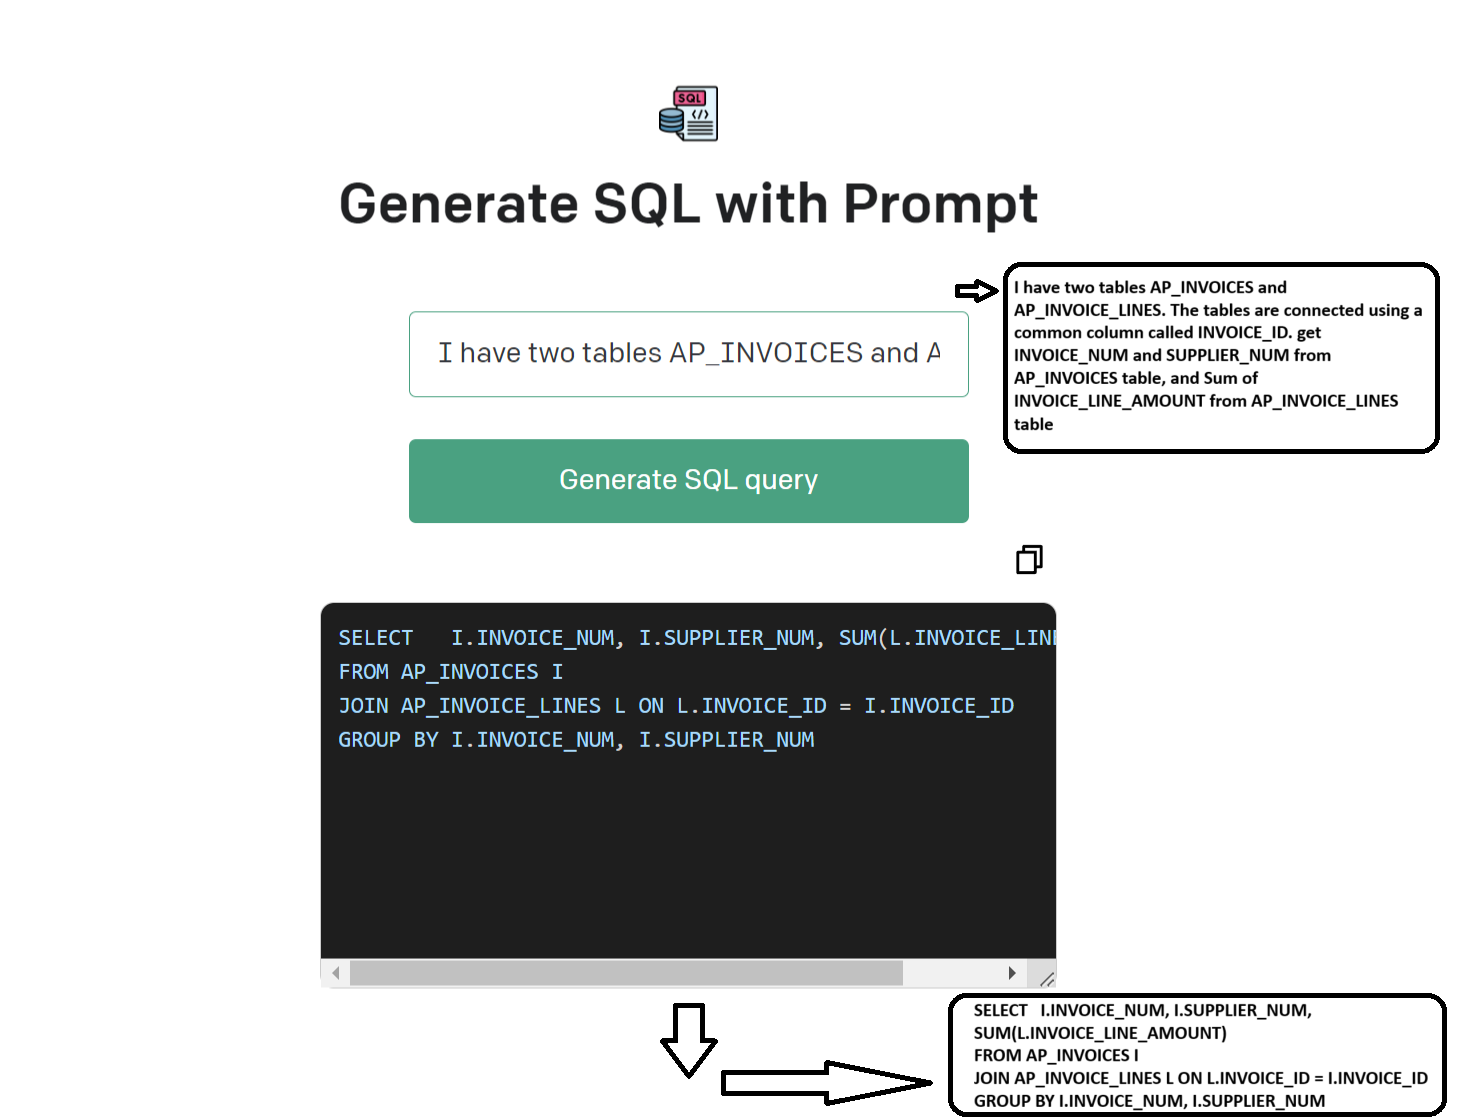 SQL
</>
Generate SQL with Prompt
I have two tables AP_INVOICES and
AP_INVOICE_LINES. The tables are connected using a
common column called INVOICE_ID. get
INVOICE_NUM and SUPPLIER_NUM from
AP_INVOICES table, and Sum of
INVOICE_LINE_AMOUNT from AP_INVOICE_LINES
table
I have two tables AP_INVOICES and A
Generate SQL query
SELECT   I.INVOICE_NUM, I.SUPPLIER_NUM, SUM(L.INVOICE_LINE
FROM AP_INVOICES I
JOIN AP_INVOICE_LINES L ON L.INVOICE_ID = I.INVOICE_ID
GROUP BY I.INVOICE_NUM, I.SUPPLIER_NUM
SELECT   I.INVOICE_NUM, I.SUPPLIER_NUM,
SUM(L.INVOICE_LINE_AMOUNT)
FROM AP_INVOICES I
JOIN AP_INVOICE_LINES L ON L.INVOICE_ID = I.INVOICE_ID
GROUP BY I.INVOICE_NUM, I.SUPPLIER_NUM